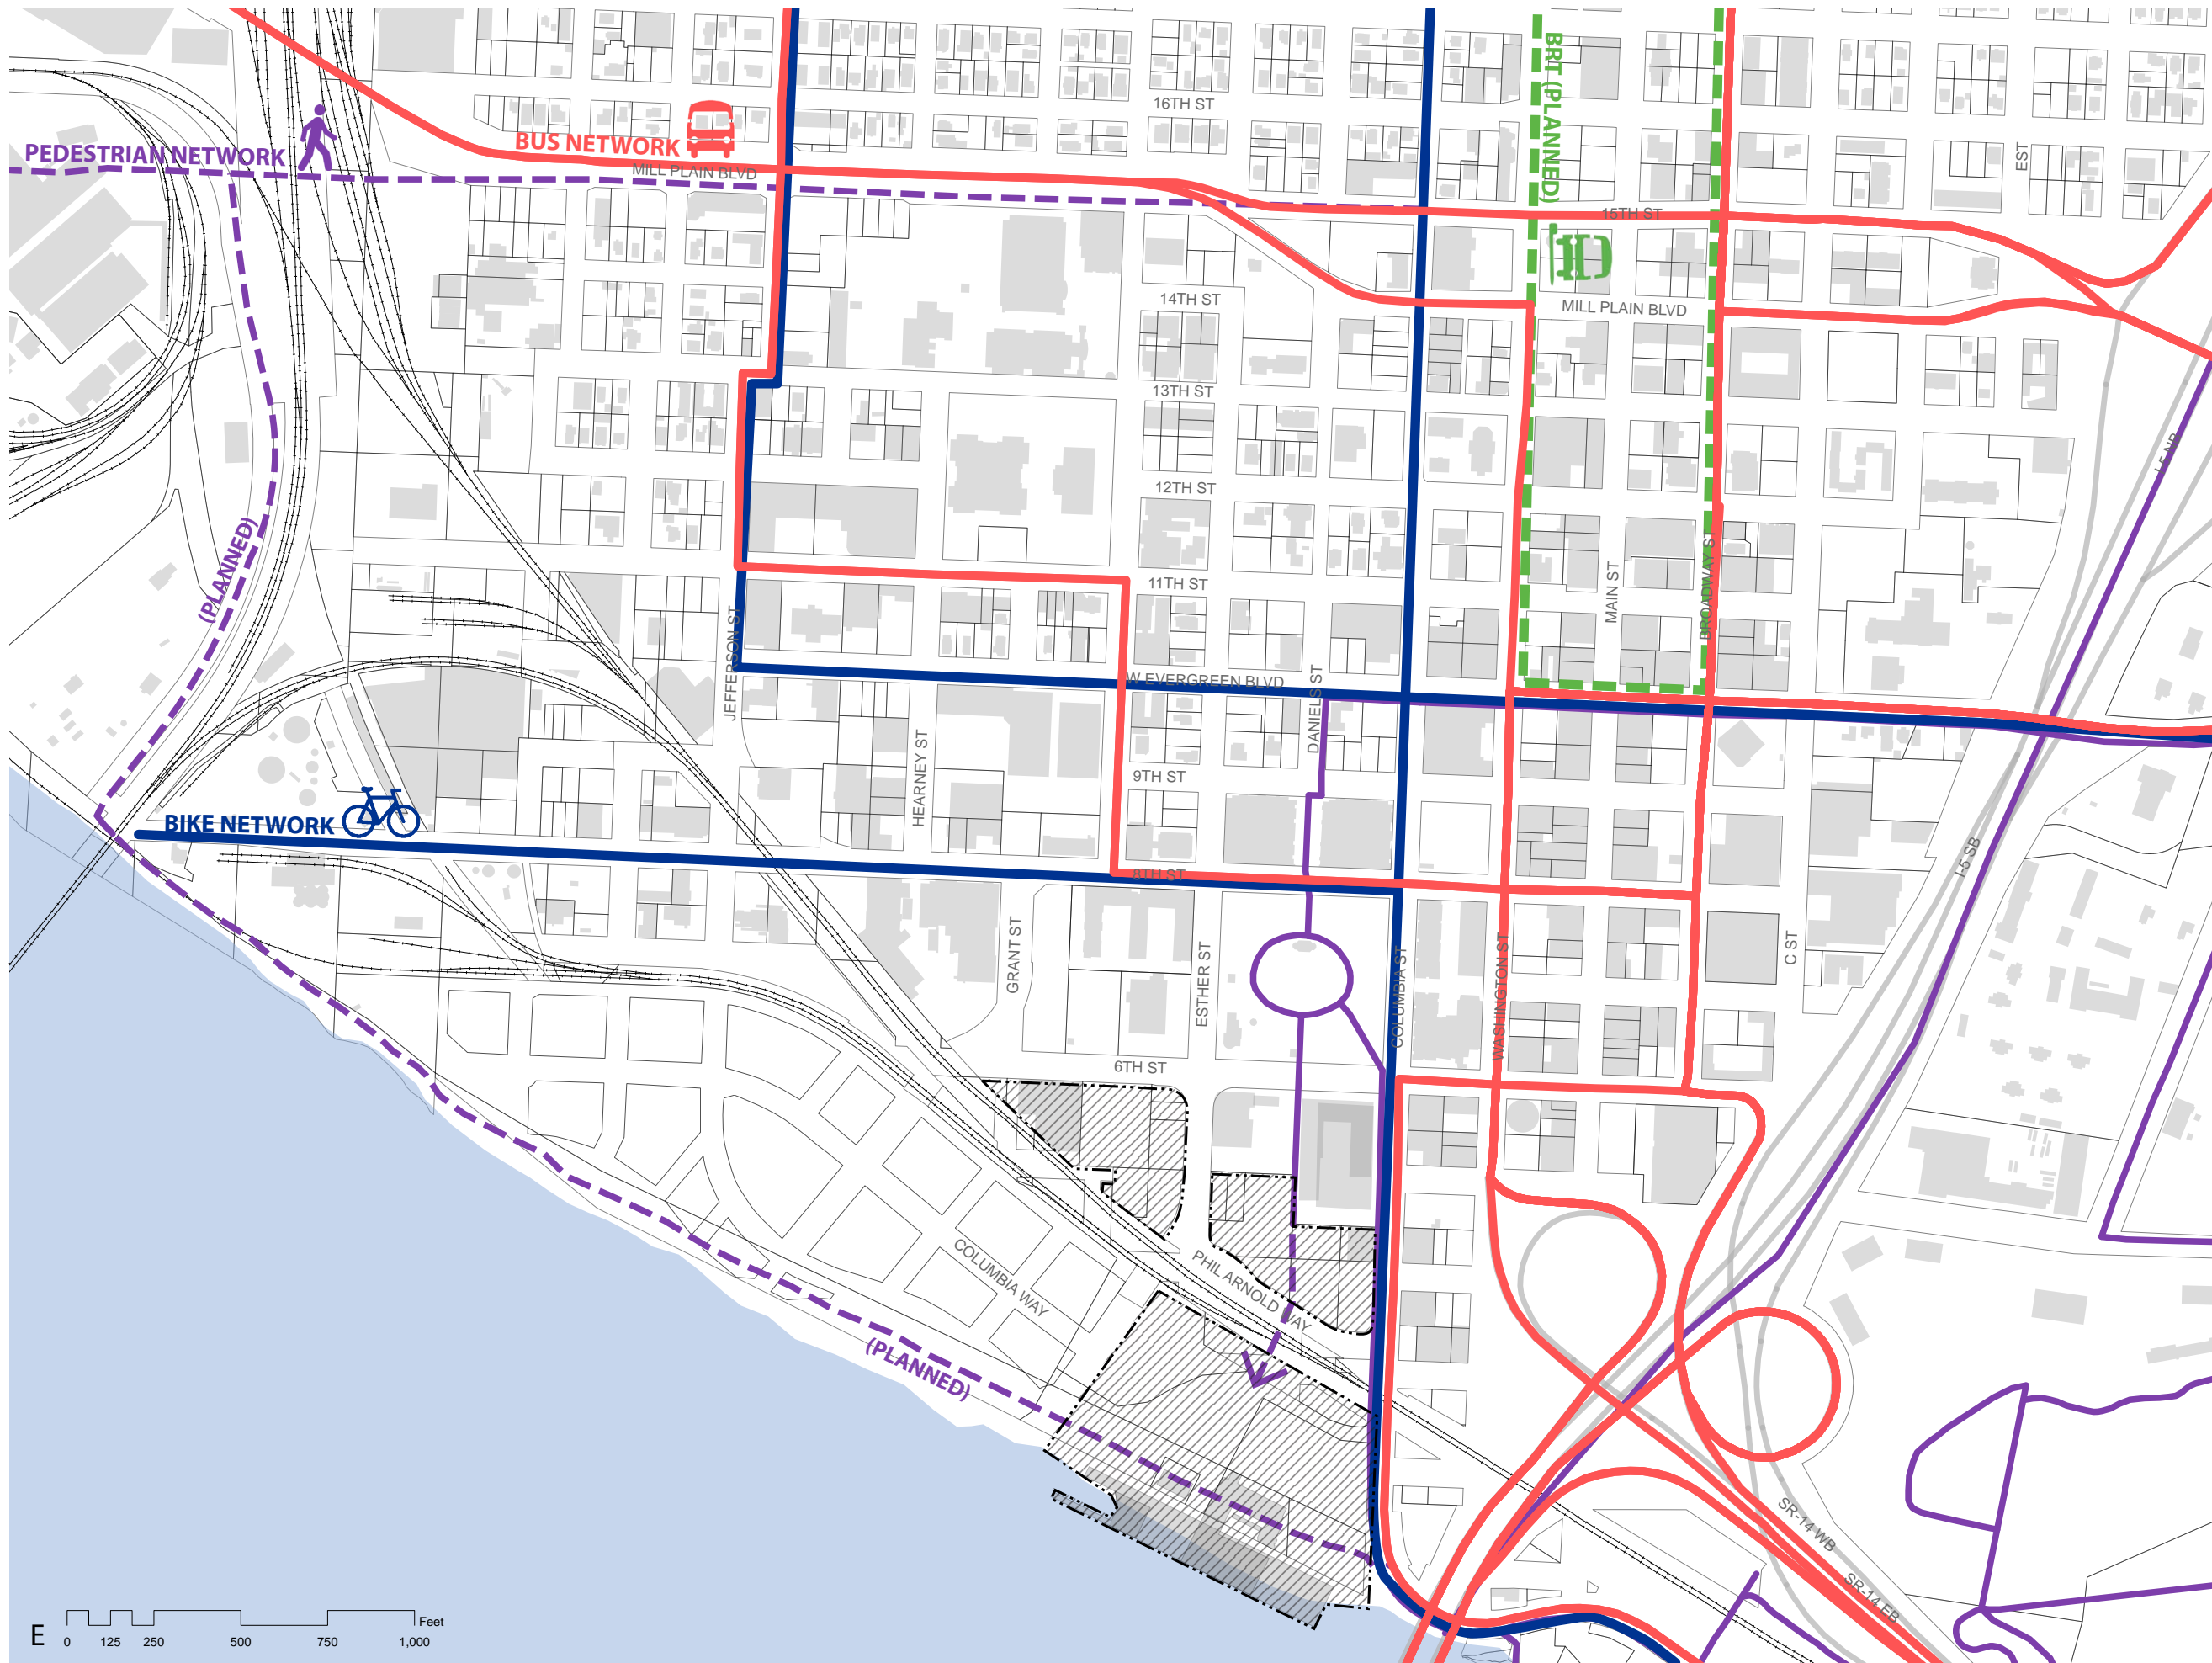 16TH ST
BRT (PLANNED)
BUS NETWORK
PEDESTRIAN NETWORK
MILL PLAIN BLVD
EST
15TH ST
14TH ST
MILL PLAIN BLVD
13TH ST
I-5 NB
12TH ST
(PLANNED)
11TH ST
MAIN ST
BROADWAY ST
JEFFERSON ST
W EVERGREEN BLVD
DANIELS ST
HEARNEY ST
9TH ST
BIKE NETWORK
8TH ST
I-5 SB
GRANT ST
ESTHER ST
COLUMBIA ST
WASHINGTON ST
C ST
6TH ST
COLUMBIA WAY
PHIL ARNOLD WAY
(PLANNED)
SR-14 WB
SR-14 EB
E
Feet
0 125 250 500 750 1,000